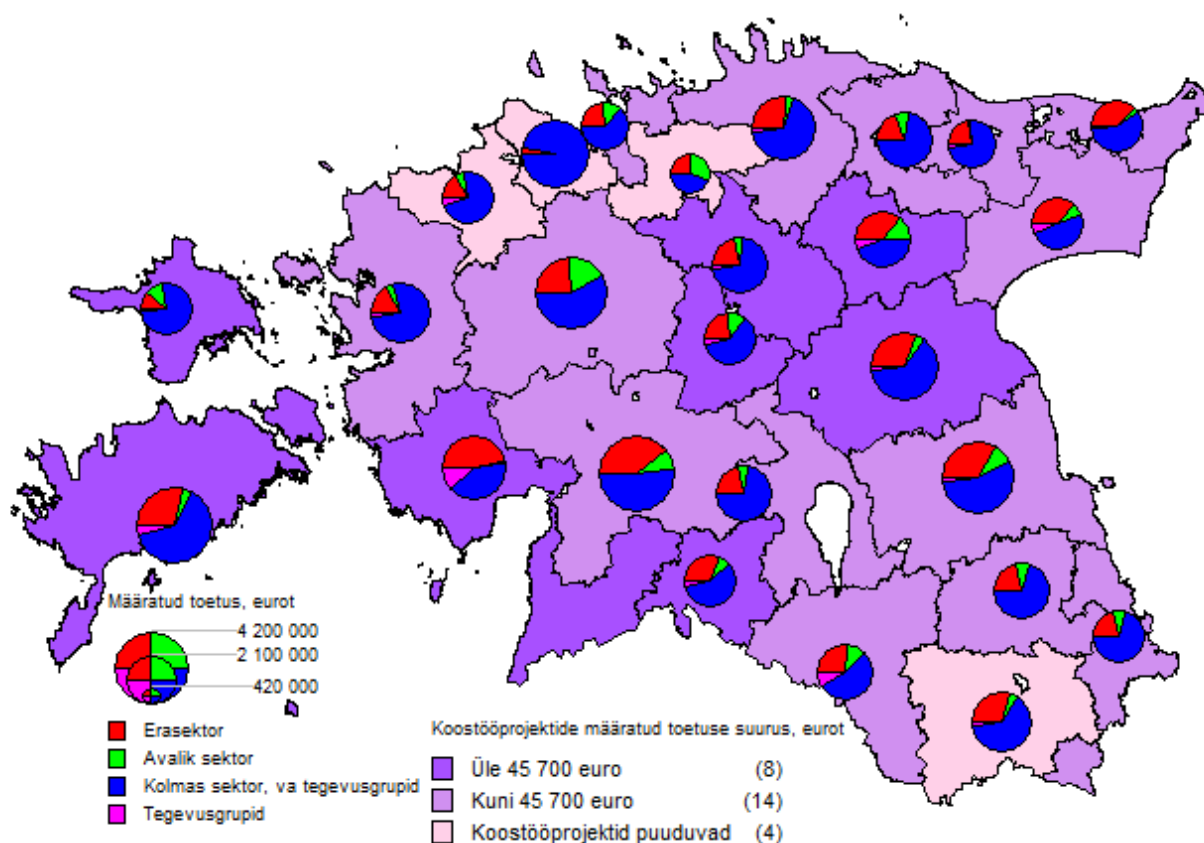 Määratud toetus, eurot
4 200 000
2 100 000
420 000
Erasektor
Avalik sektor
Kolmas sektor, va tegevusgrupid
Tegevusgrupid
Koostööprojektide määratud toetuse suurus, eurot
Üle 45 700 euro (8)
Kuni 45 700 euro (14)
Koostööprojektid puuduvad (4)